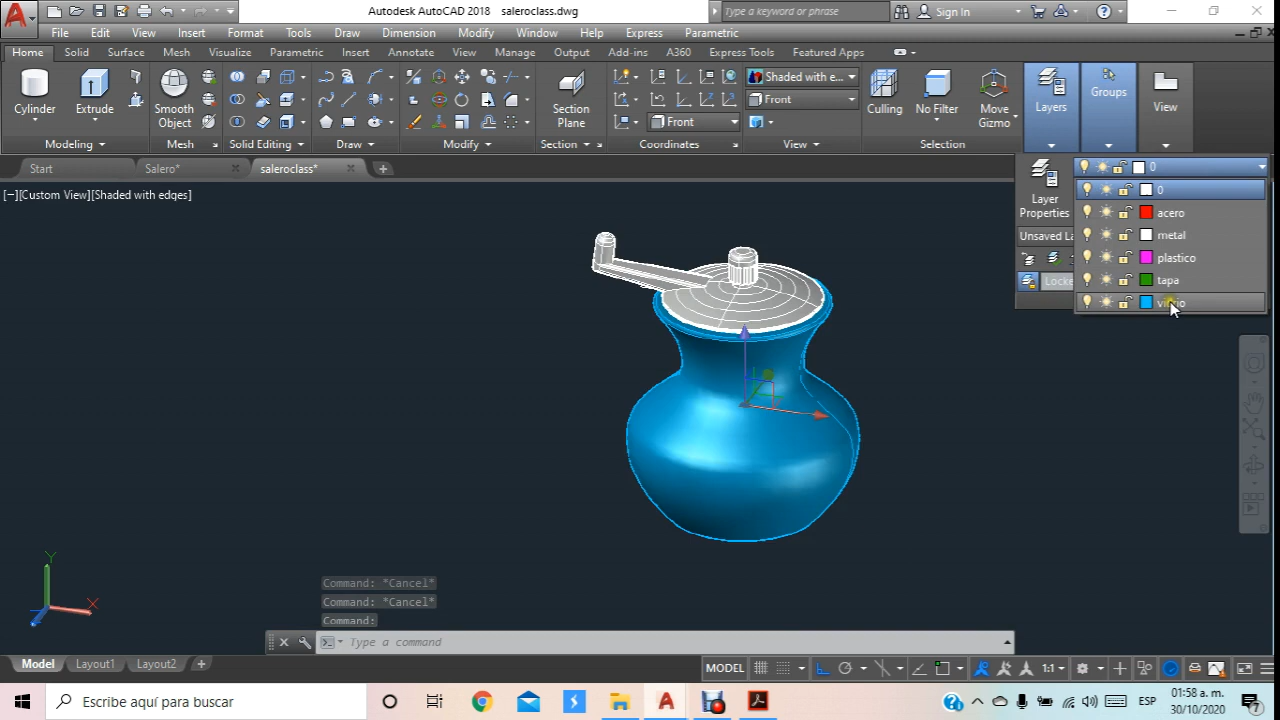 Autodesk AutoCAD 2018 saleroclass.dwg
Type a keyword or phrase
Sign In
File Edit View Insert Format Tools Draw Dimension Modify Window Help Express Parametric
Home Solid Surface Mesh Visualize Parametric Insert Annotate View Manage Output Add-ins A360 Express Tools Featured Apps
Cylinder Extrude Smooth Object Section Plane Shaded with e... Front Front Culling No Filter Move Gizmo Layers Groups View
Modeling Mesh Solid Editing Draw Modify Section Coordinates View Selection
Start Salero* saleroclass*
0
[−][Custom View][Shaded with edges]
0
Layer Properties
acero
Unsaved La
metal
plastico
Locke
tapa
Y
X
Command: *Cancel*
Command: *Cancel*
Command:
Type a command
Model Layout1 Layout2 +
MODEL 1:1
Escribe aquí para buscar
ESP
01:58 a. m.
30/10/2020
7